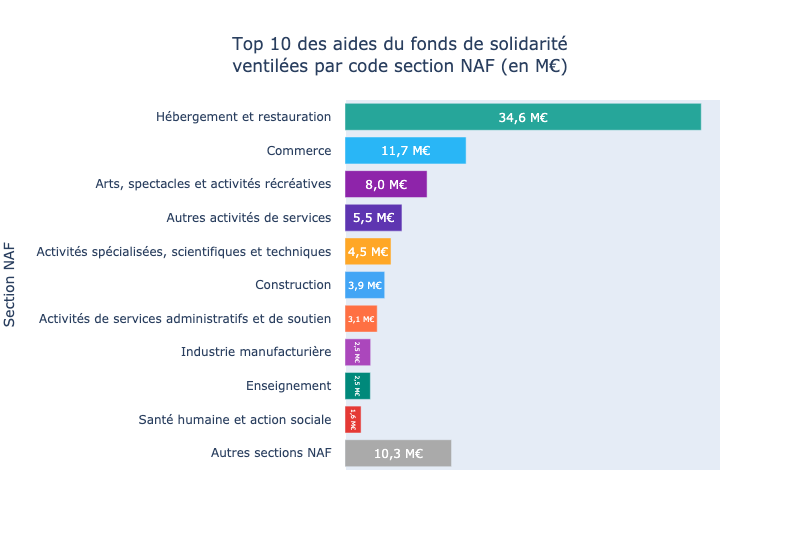 Top 10 des aides du fonds de solidarité
ventilées par code section NAF (en M€)
Section NAF
Hébergement et restauration 34,6 M€
Commerce 11,7 M€
Arts, spectacles et activités récréatives 8,0 M€
Autres activités de services 5,5 M€
Activités spécialisées, scientifiques et techniques 4,5 M€
Construction 3,9 M€
Activités de services administratifs et de soutien 3,1 M€
Industrie manufacturière 2,5 M€
Enseignement 2,5 M€
Santé humaine et action sociale 1,6 M€
Autres sections NAF 10,3 M€